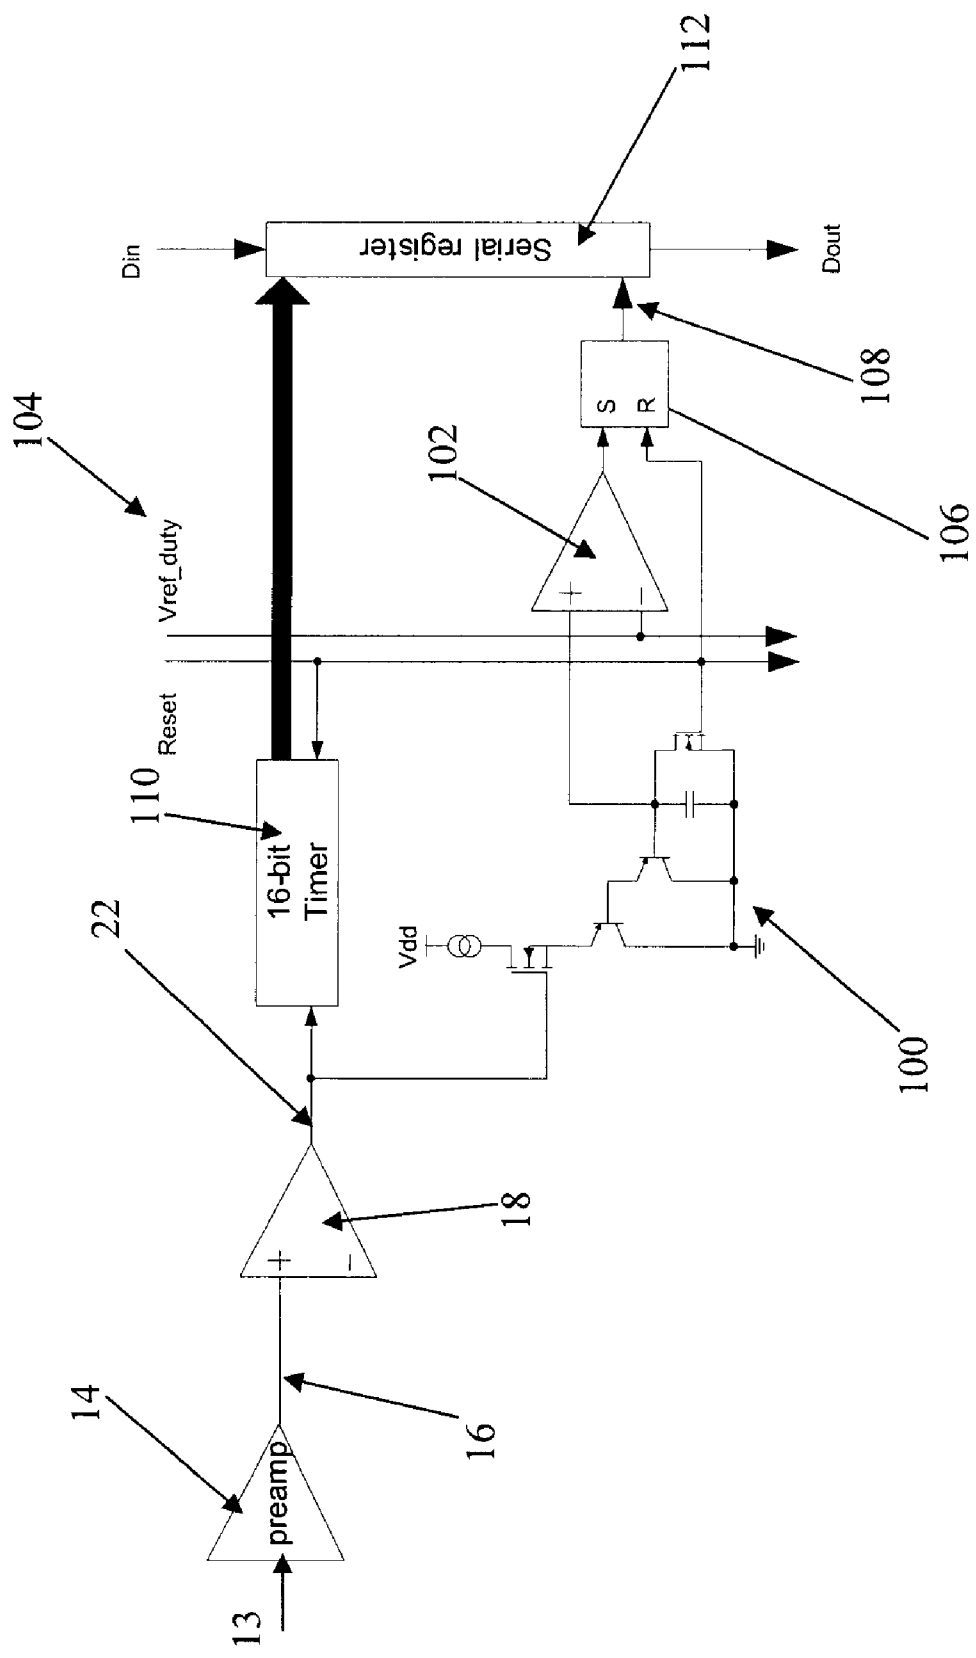 112
Din
Serial register
Dout
104
108
S
R
102
106
Vref_duty
+
−
Reset
110
16-bit
Timer
22
Vdd
100
18
+
−
14
16
preamp
13